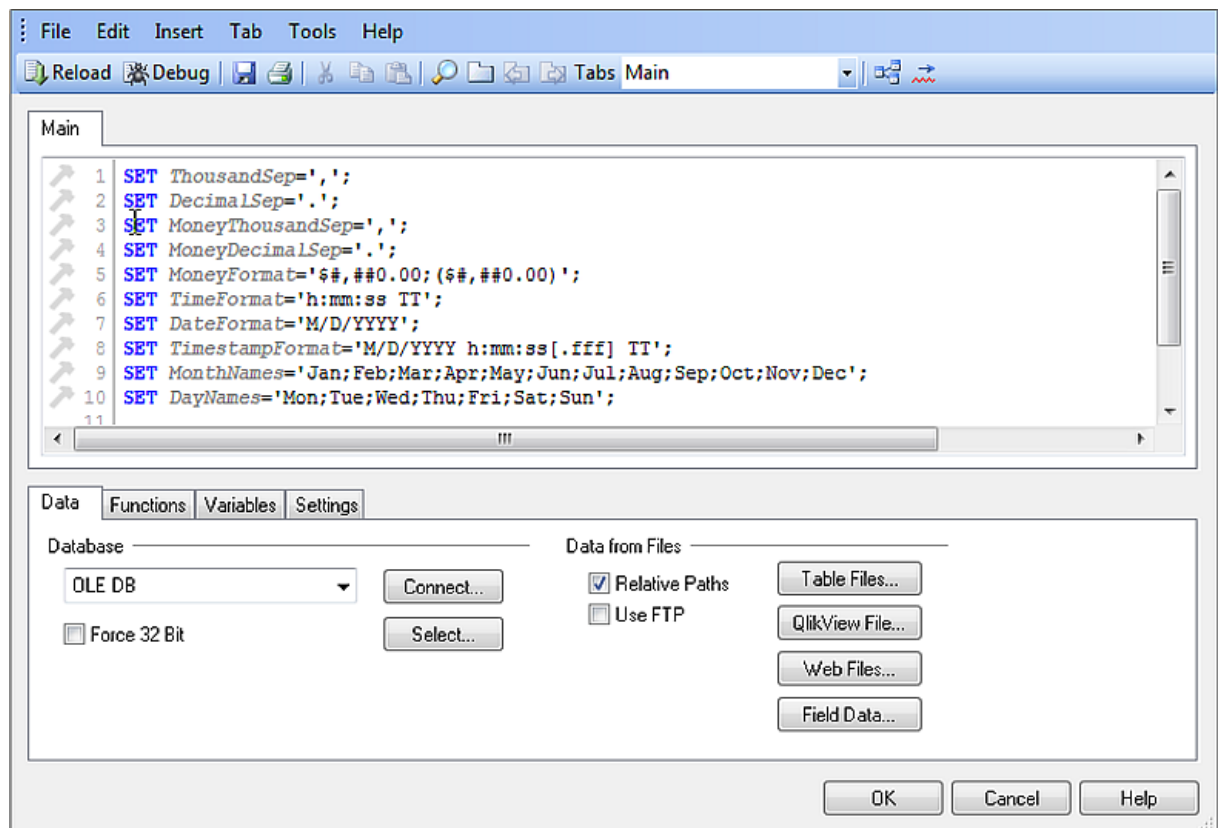 File Edit Insert Tab Tools Help
Reload Debug Tabs Main
Main
1 SET ThousandSep=',';
2 SET DecimalSep='.';
3 SET MoneyThousandSep=',';
4 SET MoneyDecimalSep='.';
5 SET MoneyFormat='$#,##0.00;($#,##0.00)';
6 SET TimeFormat='h:mm:ss TT';
7 SET DateFormat='M/D/YYYY';
8 SET TimestampFormat='M/D/YYYY h:mm:ss[.fff] TT';
9 SET MonthNames='Jan;Feb;Mar;Apr;May;Jun;Jul;Aug;Sep;Oct;Nov;Dec';
10 SET DayNames='Mon;Tue;Wed;Thu;Fri;Sat;Sun';
11
Data Functions Variables Settings
Database Data from Files
OLE DB Connect... Relative Paths Table Files...
Force 32 Bit Select... Use FTP QlikView File...
Web Files...
Field Data...
OK Cancel Help